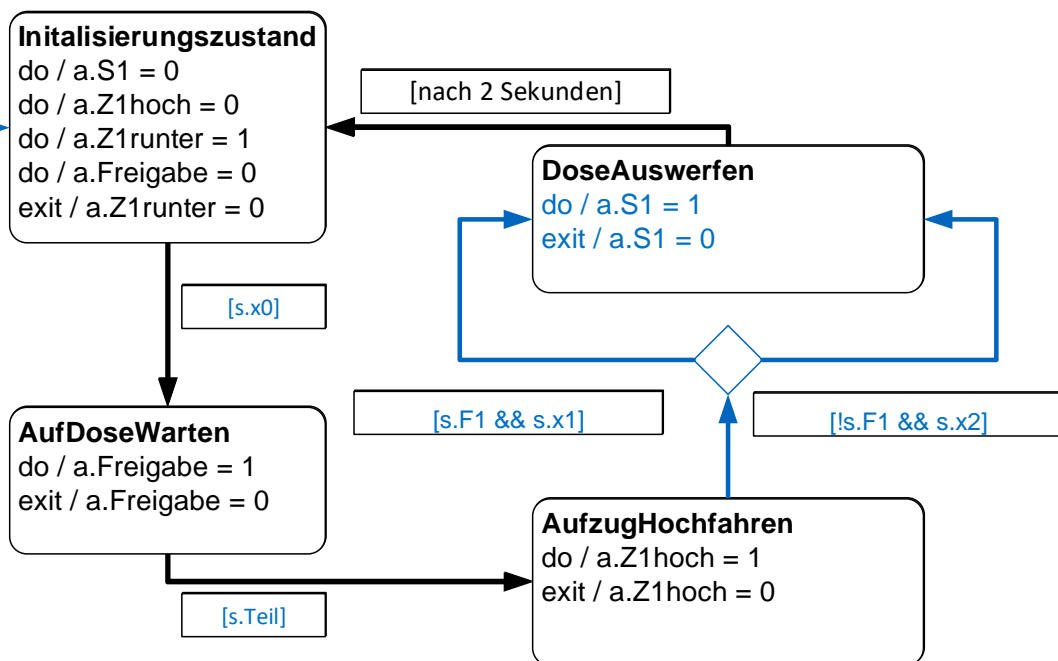 Initalisierungszustand
do / a.S1 = 0
do / a.Z1hoch = 0
do / a.Z1runter = 1
do / a.Freigabe = 0
exit / a.Z1runter = 0
[nach 2 Sekunden]
DoseAuswerfen
do / a.S1 = 1
exit / a.S1 = 0
[s.x0]
[s.F1 && s.x1]
[!s.F1 && s.x2]
AufDoseWarten
do / a.Freigabe = 1
exit / a.Freigabe = 0
[s.Teil]
AufzugHochfahren
do / a.Z1hoch = 1
exit / a.Z1hoch = 0